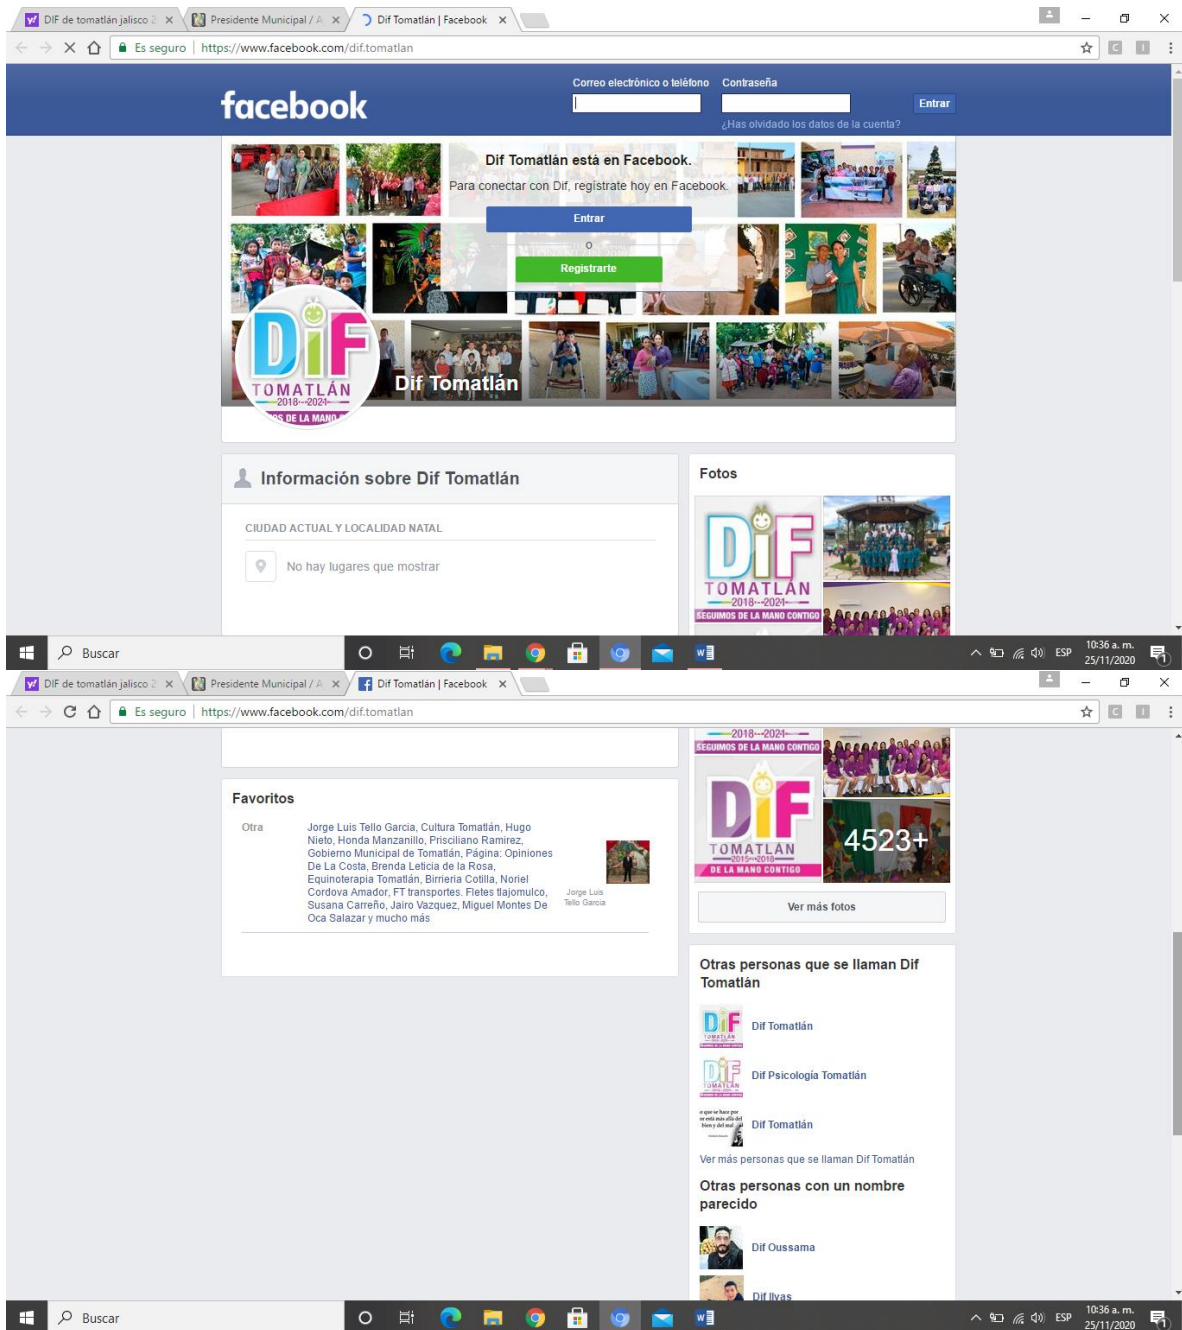 DIF de tomatlán jalisco 2
Presidente Municipal / A
Dif Tomatlán | Facebook
Es seguro | https://www.facebook.com/dif.tomatlan
facebook
Correo electrónico o teléfono
Contraseña
Entrar
¿Has olvidado los datos de la cuenta?
Dif Tomatlán está en Facebook.
Para conectar con Dif, regístrate hoy en Facebook.
Entrar
o
Registrarte
DiF
TOMATLÁN
2018---2024
OS DE LA MANO CO
Dif Tomatlán
Información sobre Dif Tomatlán
CIUDAD ACTUAL Y LOCALIDAD NATAL
No hay lugares que mostrar
Fotos
DiF
TOMATLÁN
2018---2021
SEGUIMOS DE LA MANO CONTIGO
Buscar
ESP
10:36 a. m.
25/11/2020
DIF de tomatlán jalisco 2
Presidente Municipal / A
Dif Tomatlán | Facebook
Es seguro | https://www.facebook.com/dif.tomatlan
2018---2021
SEGUIMOS DE LA MANO CONTIGO
Favoritos
Otra
Jorge Luis Tello Garcia, Cultura Tomatlán, Hugo
Nieto, Honda Manzanillo, Prisciliano Ramirez,
Gobierno Municipal de Tomatlán, Página: Opiniones
De La Costa, Brenda Leticia de la Rosa,
Equinoterapia Tomatlán, Birrieria Cotilla, Noriel
Cordova Amador, FT transportes. Fletes tlajomulco,
Susana Carreño, Jairo Vazquez, Miguel Montes De
Oca Salazar y mucho más
Jorge Luis
Tello Garcia
DiF
TOMATLÁN
2015---2018
DE LA MANO CONTIGO
4523+
Ver más fotos
Otras personas que se llaman Dif
Tomatlán
Dif Tomatlán
Dif Psicología Tomatlán
Dif Tomatlán
Ver más personas que se llaman Dif Tomatlán
Otras personas con un nombre
parecido
Dif Oussama
Dif Ilyas
Buscar
ESP
10:36 a. m.
25/11/2020